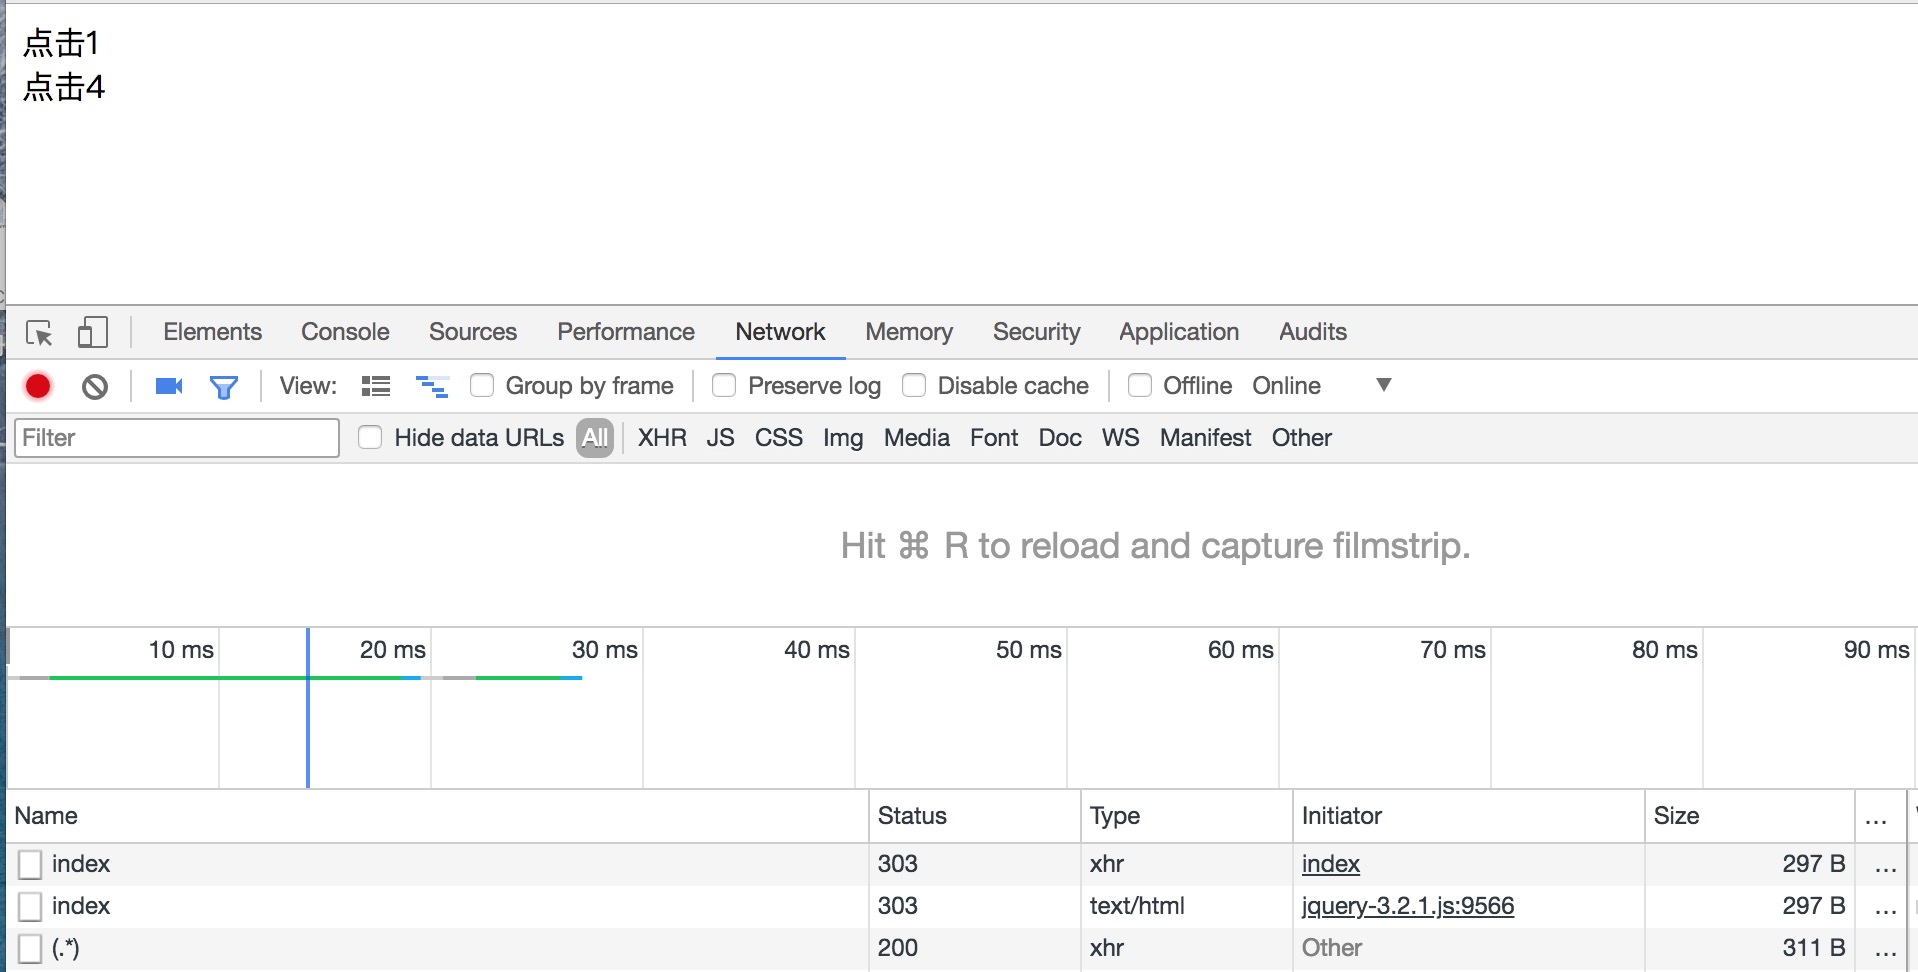 点击1
点击4
Elements Console Sources Performance Network Memory Security Application Audits
View: Group by frame Preserve log Disable cache Offline Online ▼
Filter Hide data URLs All XHR JS CSS Img Media Font Doc WS Manifest Other
Hit ⌘ R to reload and capture filmstrip.
10 ms 20 ms 30 ms 40 ms 50 ms 60 ms 70 ms 80 ms 90 ms
Name Status Type Initiator Size ...
index 303 xhr index 297 B ...
index 303 text/html jquery-3.2.1.js:9566 297 B ...
(.*) 200 xhr Other 311 B ...